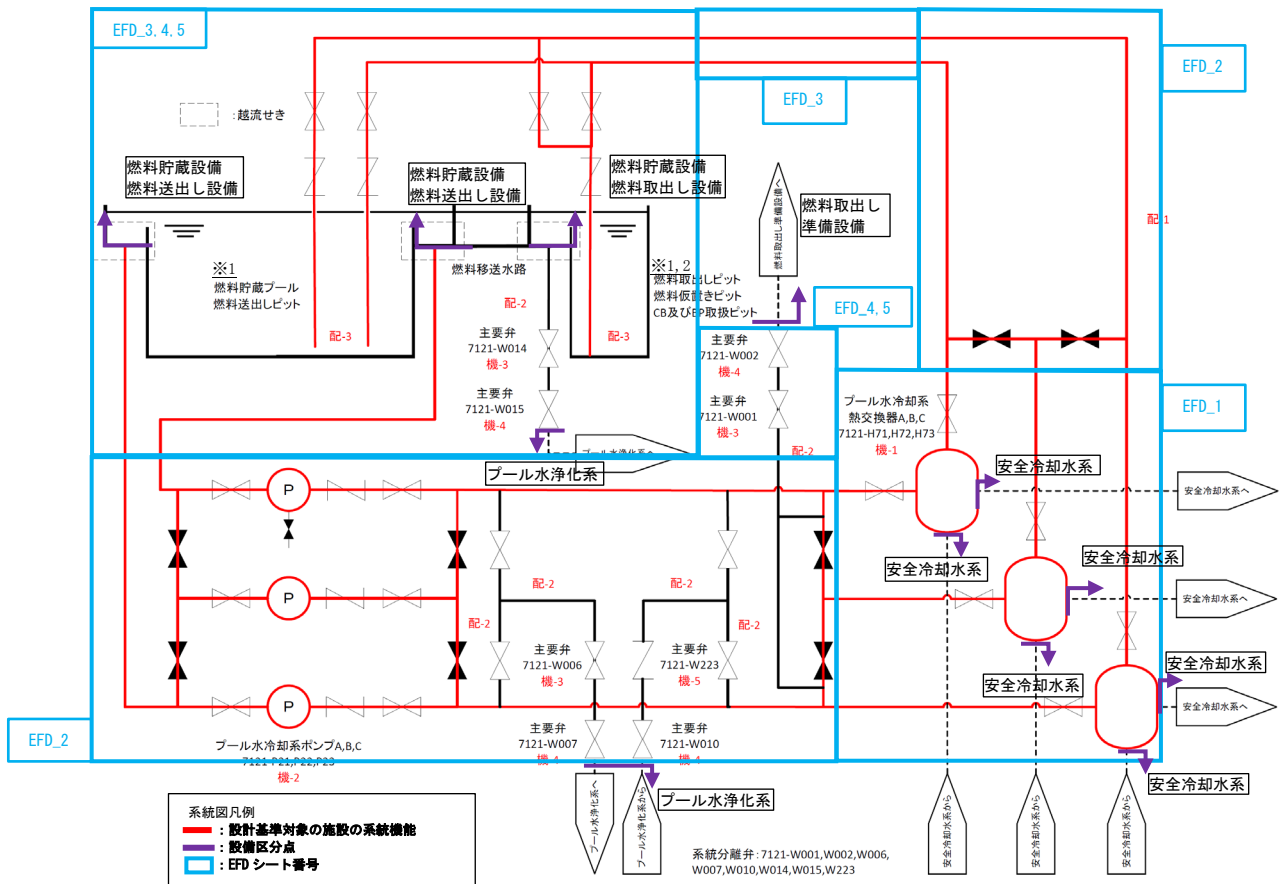 EFD_3, 4, 5
EFD_2
EFD_3
:越流せき
燃料貯蔵設備
燃料送出し設備
燃料貯蔵設備
燃料送出し設備
燃料貯蔵設備
燃料取出し設備
燃料取出し準備設備へ
燃料取出し
準備設備
配-1
※1
燃料貯蔵プール
燃料送出しピット
燃料移送水路
※1, 2
燃料取出しピット
燃料仮置きピット
CB及びBP取扱ピット
配-2
配-3
配-3
EFD_4, 5
主要弁
7121-W014
機-3
主要弁
7121-W015
機-4
主要弁
7121-W002
機-4
主要弁
7121-W001
機-3
配-2
プール水冷却系
熱交換器A,B,C
7121-H71,H72,H73
機-1
EFD_1
プール水浄化系へ
プール水浄化系
安全冷却水系
安全冷却水系へ
安全冷却水系
安全冷却水系
安全冷却水系へ
安全冷却水系
安全冷却水系
安全冷却水系へ
安全冷却水系
P
P
P
配-2
配-2
配-2
主要弁
7121-W006
機-3
主要弁
7121-W223
機-5
主要弁
7121-W007
機-4
主要弁
7121-W010
機-4
EFD_2
プール水冷却系ポンプA,B,C
7121-P21,P22,P23
機-2
プール水浄化系へ
プール水浄化系から
プール水浄化系
安全冷却水系から
安全冷却水系から
安全冷却水系から
系統図凡例
:設計基準対象の施設の系統機能
:設備区分点
:EFD シート番号
系統分離弁:7121-W001,W002,W006,
W007,W010,W014,W015,W223